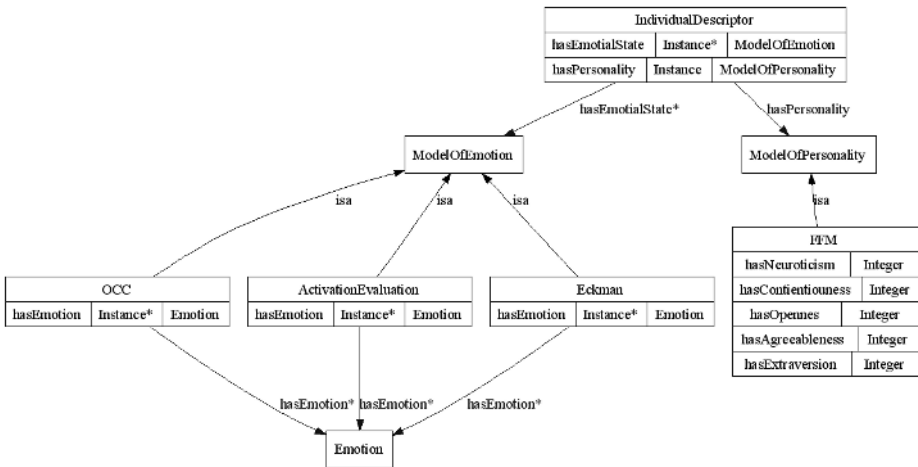 IndividualDescriptor
hasEmotialState Instance* ModelOfEmotion
hasPersonality Instance ModelOfPersonality
hasEmotialState*
hasPersonality
ModelOfEmotion
ModelOfPersonality
isa
isa
isa
isa
FFM
hasNeuroticism Integer
hasContientiouness Integer
hasOpennes Integer
hasAgreeableness Integer
hasExtraversion Integer
OCC
hasEmotion Instance* Emotion
ActivationEvaluation
hasEmotion Instance* Emotion
Eckman
hasEmotion Instance* Emotion
hasEmotion*
hasEmotion*
hasEmotion*
Emotion